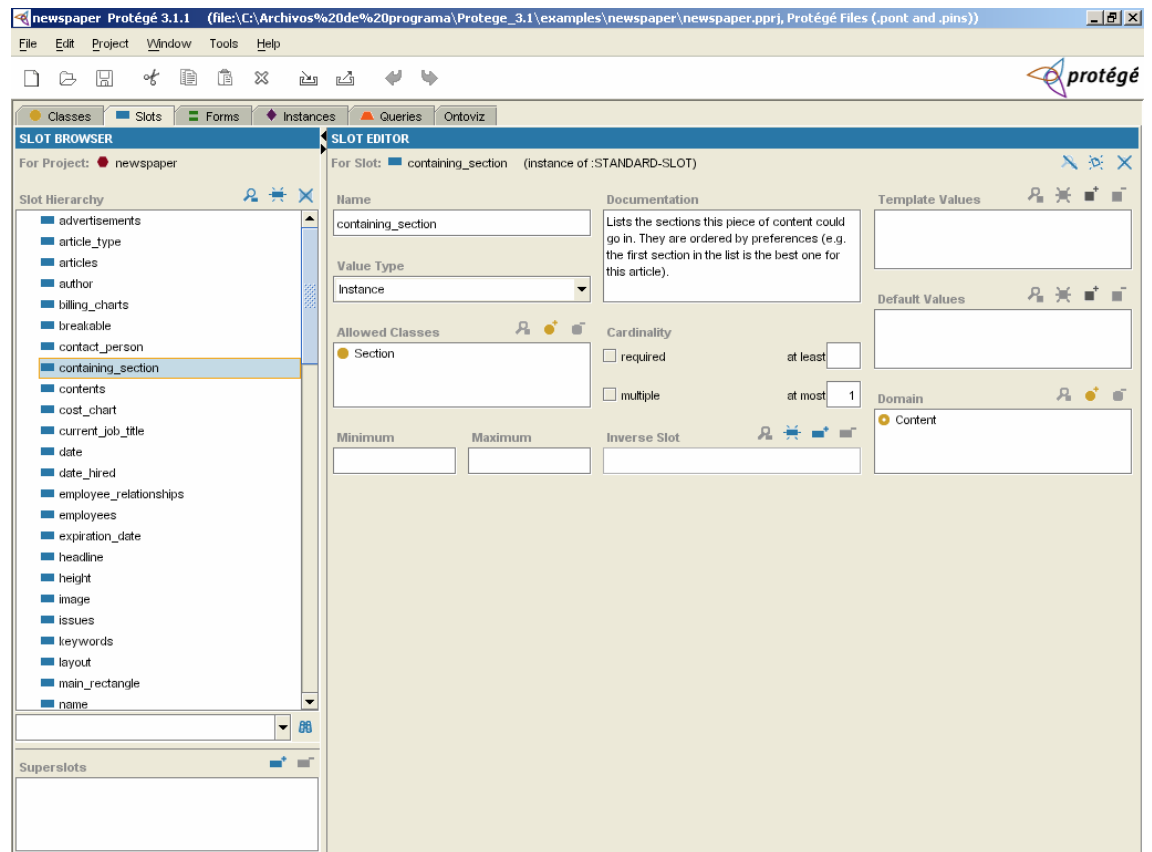 newspaper Protégé 3.1.1 (file:\C:\Archivos%20de%20programa\Protege_3.1\examples\newspaper\newspaper.pprj, Protégé Files (.pont and .pins))
File Edit Project Window Tools Help
protégé
Classes Slots Forms Instances Queries Ontoviz
SLOT BROWSER
For Project: newspaper
Slot Hierarchy
advertisements
article_type
articles
author
billing_charts
breakable
contact_person
containing_section
contents
cost_chart
current_job_title
date
date_hired
employee_relationships
employees
expiration_date
headline
height
image
issues
keywords
layout
main_rectangle
name
Superslots
SLOT EDITOR
For Slot: containing_section (instance of :STANDARD-SLOT)
Name
containing_section
Value Type
Instance
Allowed Classes
Section
Minimum
Maximum
Documentation
Lists the sections this piece of content could
go in. They are ordered by preferences (e.g.
the first section in the list is the best one for
this article).
Cardinality
required at least
multiple at most 1
Inverse Slot
Template Values
Default Values
Domain
Content